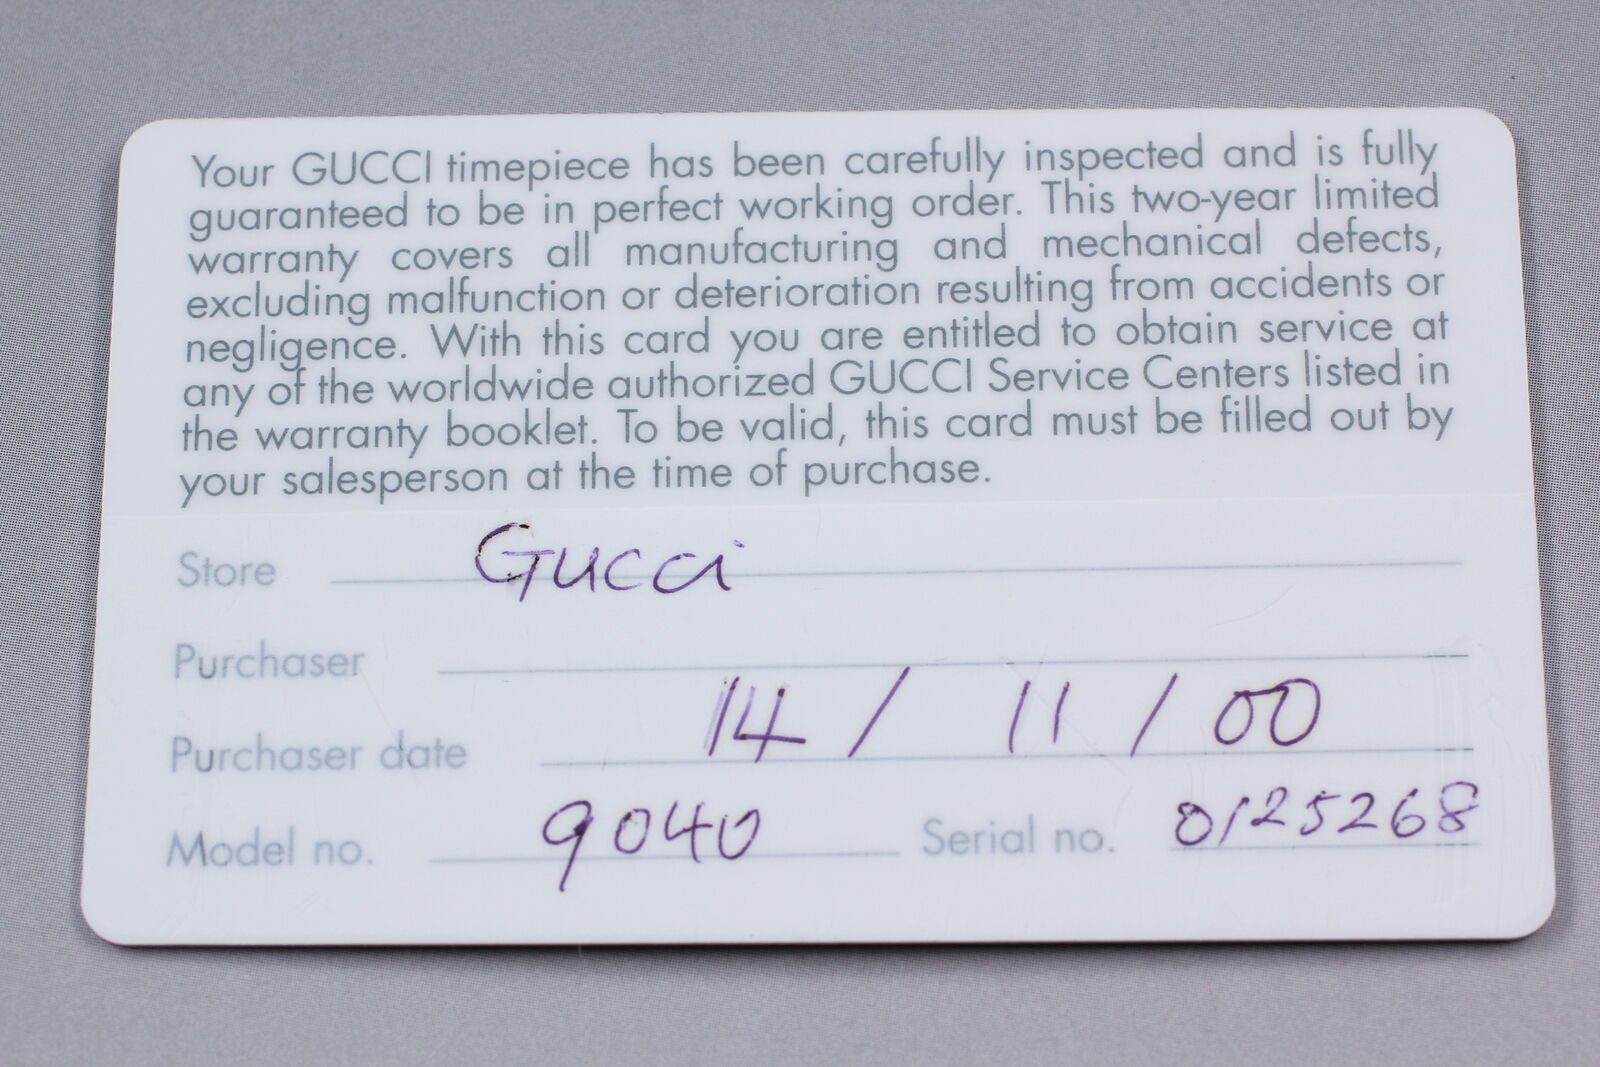 Your GUCCI timepiece has been carefully inspected and is fully
guaranteed to be in perfect working order. This two-year limited
warranty covers all manufacturing and mechanical defects,
excluding malfunction or deterioration resulting from accidents or
negligence. With this card you are entitled to obtain service at
any of the worldwide authorized GUCCI Service Centers listed in
the warranty booklet. To be valid, this card must be filled out by
your salesperson at the time of purchase.
Store Gucci
Purchaser
Purchaser date 14 / 11 / 00
Model no. 9040 Serial no. 0125268